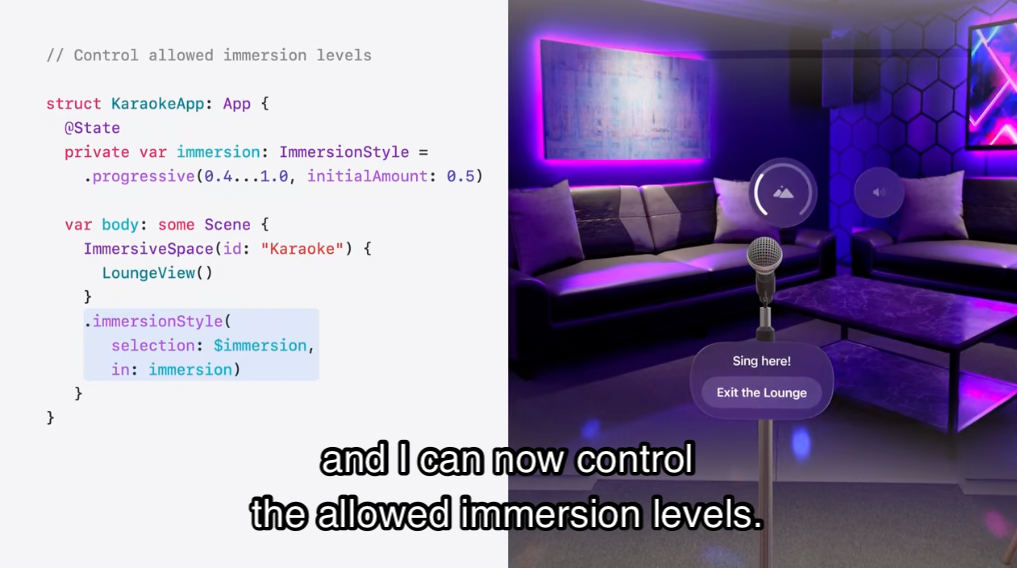 // Control allowed immersion levels
struct KaraokeApp: App {
@State
private var immersion: ImmersionStyle =
.progressive(0.4...1.0, initialAmount: 0.5)
var body: some Scene {
ImmersiveSpace(id: "Karaoke") {
LoungeView()
}
.immersionStyle(
selection: $immersion,
in: immersion)
}
}
Sing here!
Exit the Lounge
and I can now control
the allowed immersion levels.